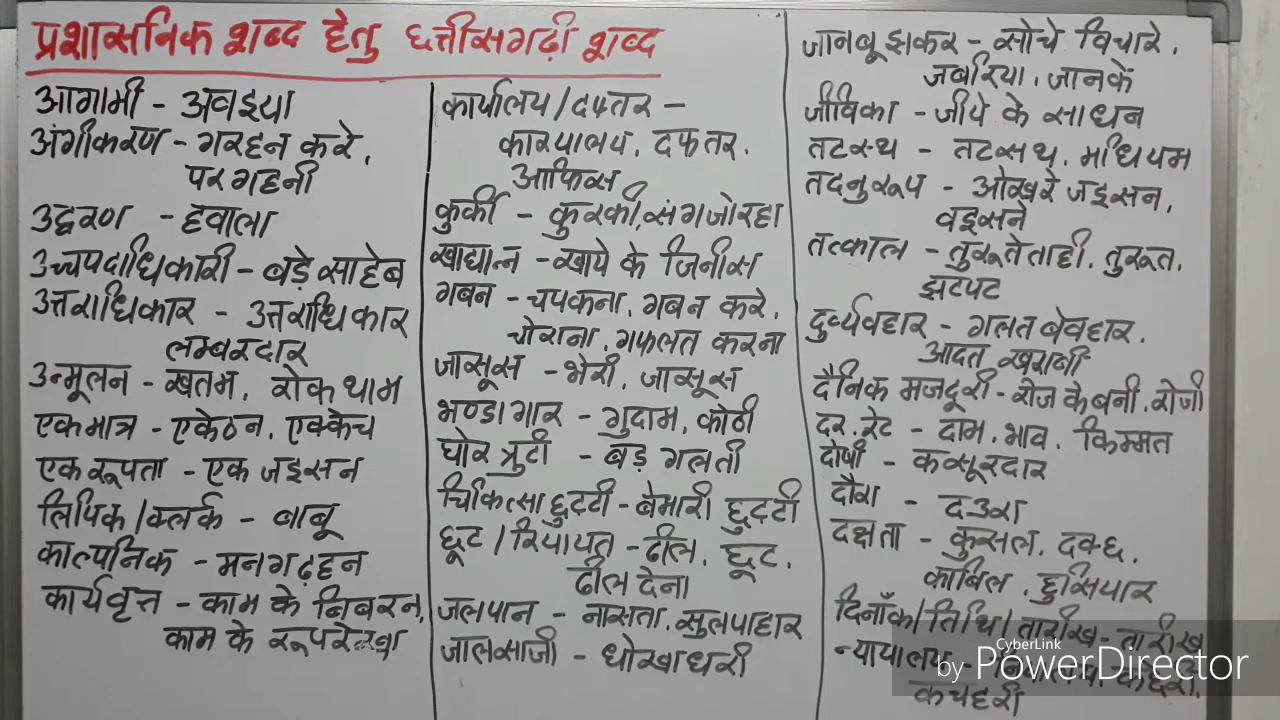 प्रशासनिक शब्द हेतु छत्तीसगढ़ी शब्द
आगामी - अवइया
अंगीकरण - गरहन करे,
परगहनी
उद्धरण - हवाला
उच्चपदाधिकारी - बड़े साहेब
उत्तराधिकार - उत्तराधिकार
लम्बरदार
उन्मूलन - खतम, रोकथाम
एकमात्र - एकेठन, एक्केच
एकरूपता - एक जइसन
लिपिक/क्लर्क - बाबू
काल्पनिक - मनगढ़हन
कार्यवृत्त - काम के निबरन,
काम के रूपरेखा
कार्यालय/दफ्तर -
कारयालय, दफतर,
आफिस
कुर्की - कुरकी, संगजोरहा
खाद्यान्न - खाये के जिनीस
गबन - चपकना, गबन करे,
चोराना, गफलत करना
जासूस - भेरी, जासूस
भण्डागार - गुदाम, कोठी
घोर त्रुटी - बड़ गलती
चिकित्सा छुट्टी - बेमारी छुट्टी
छूट/रियायत - ढील, छूट,
ढील देना
जलपान - नासता, सुलपाहार
जालसाजी - धोखाधरी
जानबूझकर - सोचे विचारे,
जबरिया, जानके
जीविका - जीये के साधन
तटस्थ - तटसथ, मधियम
तदनुरूप - ओखरे जइसन,
वइसने
तत्काल - तुरूतेताही, तुरूत,
झटपट
दुर्व्यवहार - गलत बेवहार,
आदत खराबी
दैनिक मजदूरी - रोज के बनी, रोजी
दर, रेट - दाम, भाव, किम्मत
दोषी - कसूरदार
दौरा - दउरा
दक्षता - कुसल, दक्छ,
काबिल, हुसियार
दिनाँक/तिथि/तारीख - तारीख
न्यायालय -
कचहरी
CyberLink
by PowerDirector